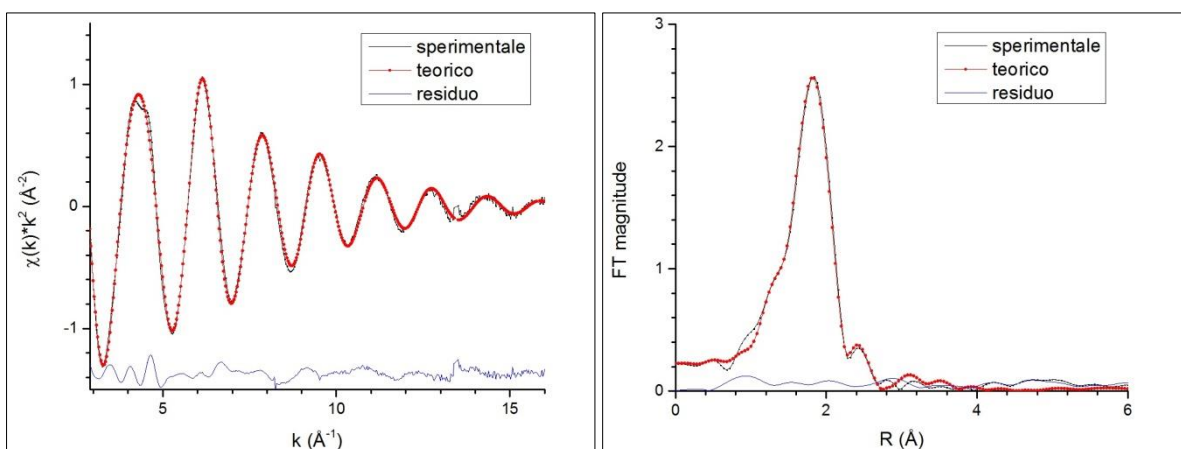 sperimentale
teorico
residuo
1
0
-1
χ(k)*k² (Å⁻²)
5
10
15
k (Å⁻¹)
sperimentale
teorico
residuo
3
2
1
0
FT magnitude
0
2
4
6
R (Å)